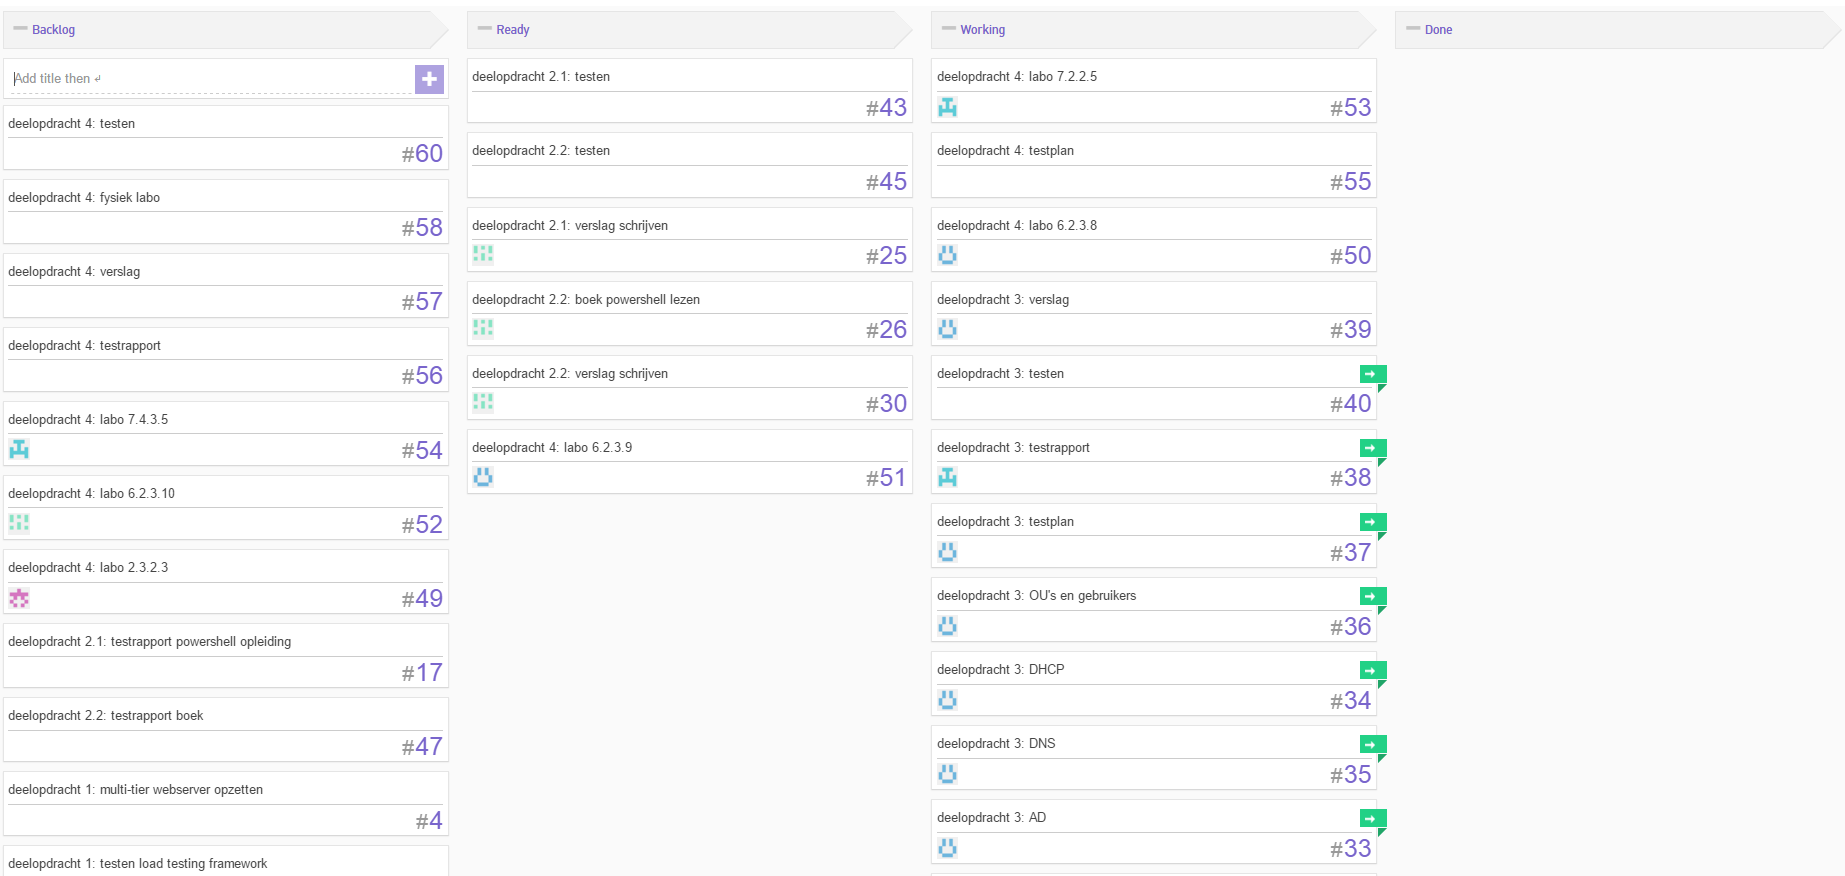 Backlog
Add title then ↲
deelopdracht 4: testen
#60
deelopdracht 4: fysiek labo
#58
deelopdracht 4: verslag
#57
deelopdracht 4: testrapport
#56
deelopdracht 4: labo 7.4.3.5
#54
deelopdracht 4: labo 6.2.3.10
#52
deelopdracht 4: labo 2.3.2.3
#49
deelopdracht 2.1: testrapport powershell opleiding
#17
deelopdracht 2.2: testrapport boek
#47
deelopdracht 1: multi-tier webserver opzetten
#4
deelopdracht 1: testen load testing framework
Ready
deelopdracht 2.1: testen
#43
deelopdracht 2.2: testen
#45
deelopdracht 2.1: verslag schrijven
#25
deelopdracht 2.2: boek powershell lezen
#26
deelopdracht 2.2: verslag schrijven
#30
deelopdracht 4: labo 6.2.3.9
#51
Working
deelopdracht 4: labo 7.2.2.5
#53
deelopdracht 4: testplan
#55
deelopdracht 4: labo 6.2.3.8
#50
deelopdracht 3: verslag
#39
deelopdracht 3: testen
#40
deelopdracht 3: testrapport
#38
deelopdracht 3: testplan
#37
deelopdracht 3: OU's en gebruikers
#36
deelopdracht 3: DHCP
#34
deelopdracht 3: DNS
#35
deelopdracht 3: AD
#33
Done